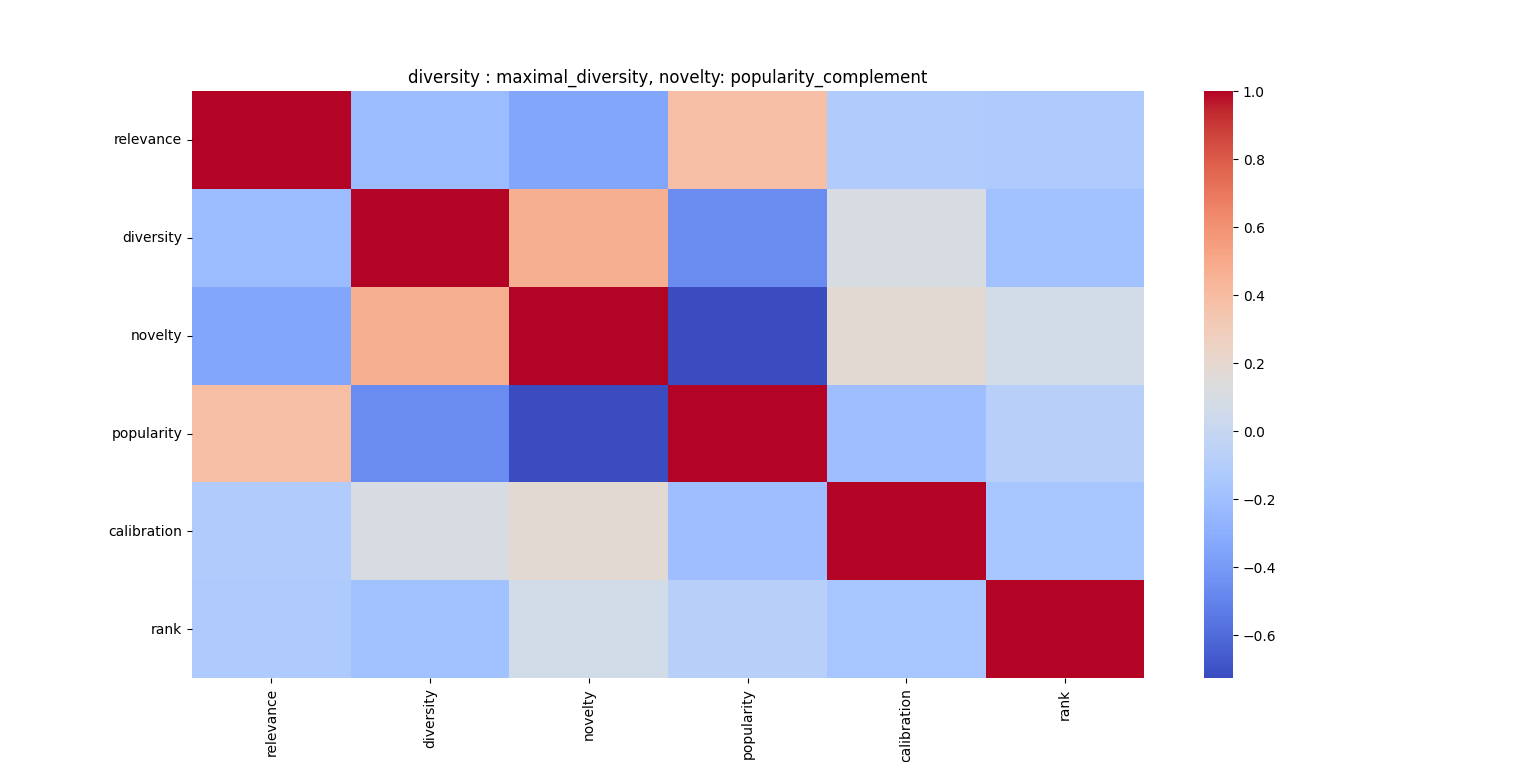 diversity : maximal_diversity, novelty: popularity_complement
relevance
diversity
novelty
popularity
calibration
rank
relevance
diversity
novelty
popularity
calibration
rank
1.0
0.8
0.6
0.4
0.2
0.0
−0.2
−0.4
−0.6